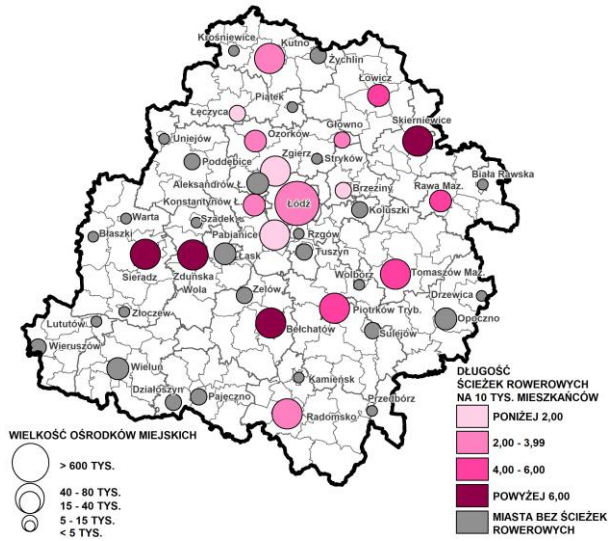 Krośniewice
Kutno
Żychlin
Łowicz
Piątek
Łęczyca
Skierniewice
Uniejów
Ozorków
Głowno
Zgierz
Stryków
Poddębice
Biała Rawska
Aleksandrów Ł.
Brzeziny
Rawa Maz.
Konstantynów Ł.
Łódź
Koluszki
Warta
Szadek
Błaszki
Pabianice
Rzgów
Łask
Tuszyn
Sieradz
Zduńska
Wola
Wolbórz
Tomaszów Maz.
Zelów
Drzewica
Złoczew
Lututów
Piotrków Tryb.
Bełchatów
Sulejów
Opoczno
Wieruszów
Wieluń
Kamieńsk
Działoszyn
Pajęczno
Przedbórz
Radomsko
WIELKOŚĆ OŚRODKÓW MIEJSKICH
> 600 TYS.
40 - 80 TYS.
15 - 40 TYS.
5 - 15 TYS.
< 5 TYS.
DŁUGOŚĆ
ŚCIEŻEK ROWEROWYCH
NA 10 TYS. MIESZKAŃCÓW
PONIŻEJ 2,00
2,00 - 3,99
4,00 - 6,00
POWYŻEJ 6,00
MIASTA BEZ ŚCIEŻEK
ROWEROWYCH